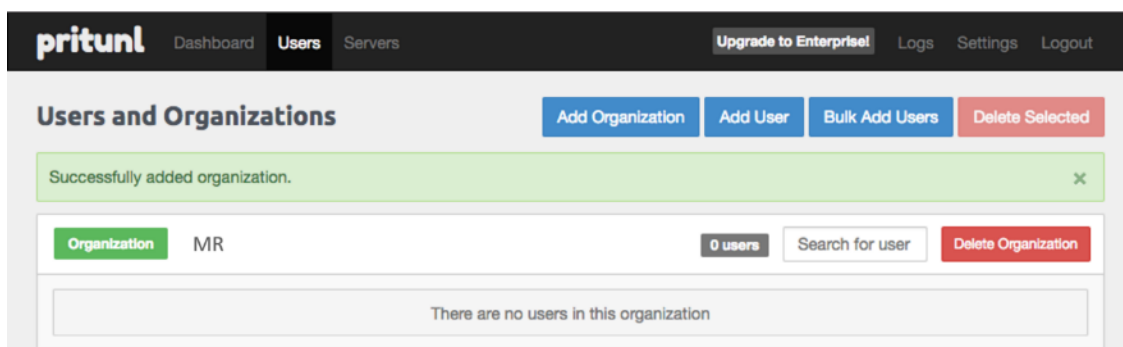 pritunl Dashboard Users Servers Upgrade to Enterprise! Logs Settings Logout
Users and Organizations Add Organization Add User Bulk Add Users Delete Selected
Successfully added organization. ×
Organization MR 0 users Search for user Delete Organization
There are no users in this organization